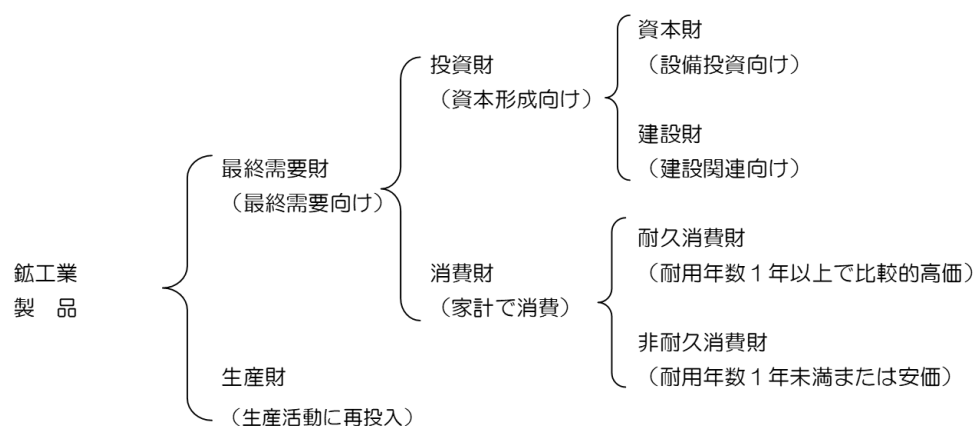 鉱工業
製　品
最終需要財
（最終需要向け）
生産財
（生産活動に再投入）
投資財
（資本形成向け）
消費財
（家計で消費）
資本財
（設備投資向け）
建設財
（建設関連向け）
耐久消費財
（耐用年数１年以上で比較的高価）
非耐久消費財
（耐用年数１年未満または安価）